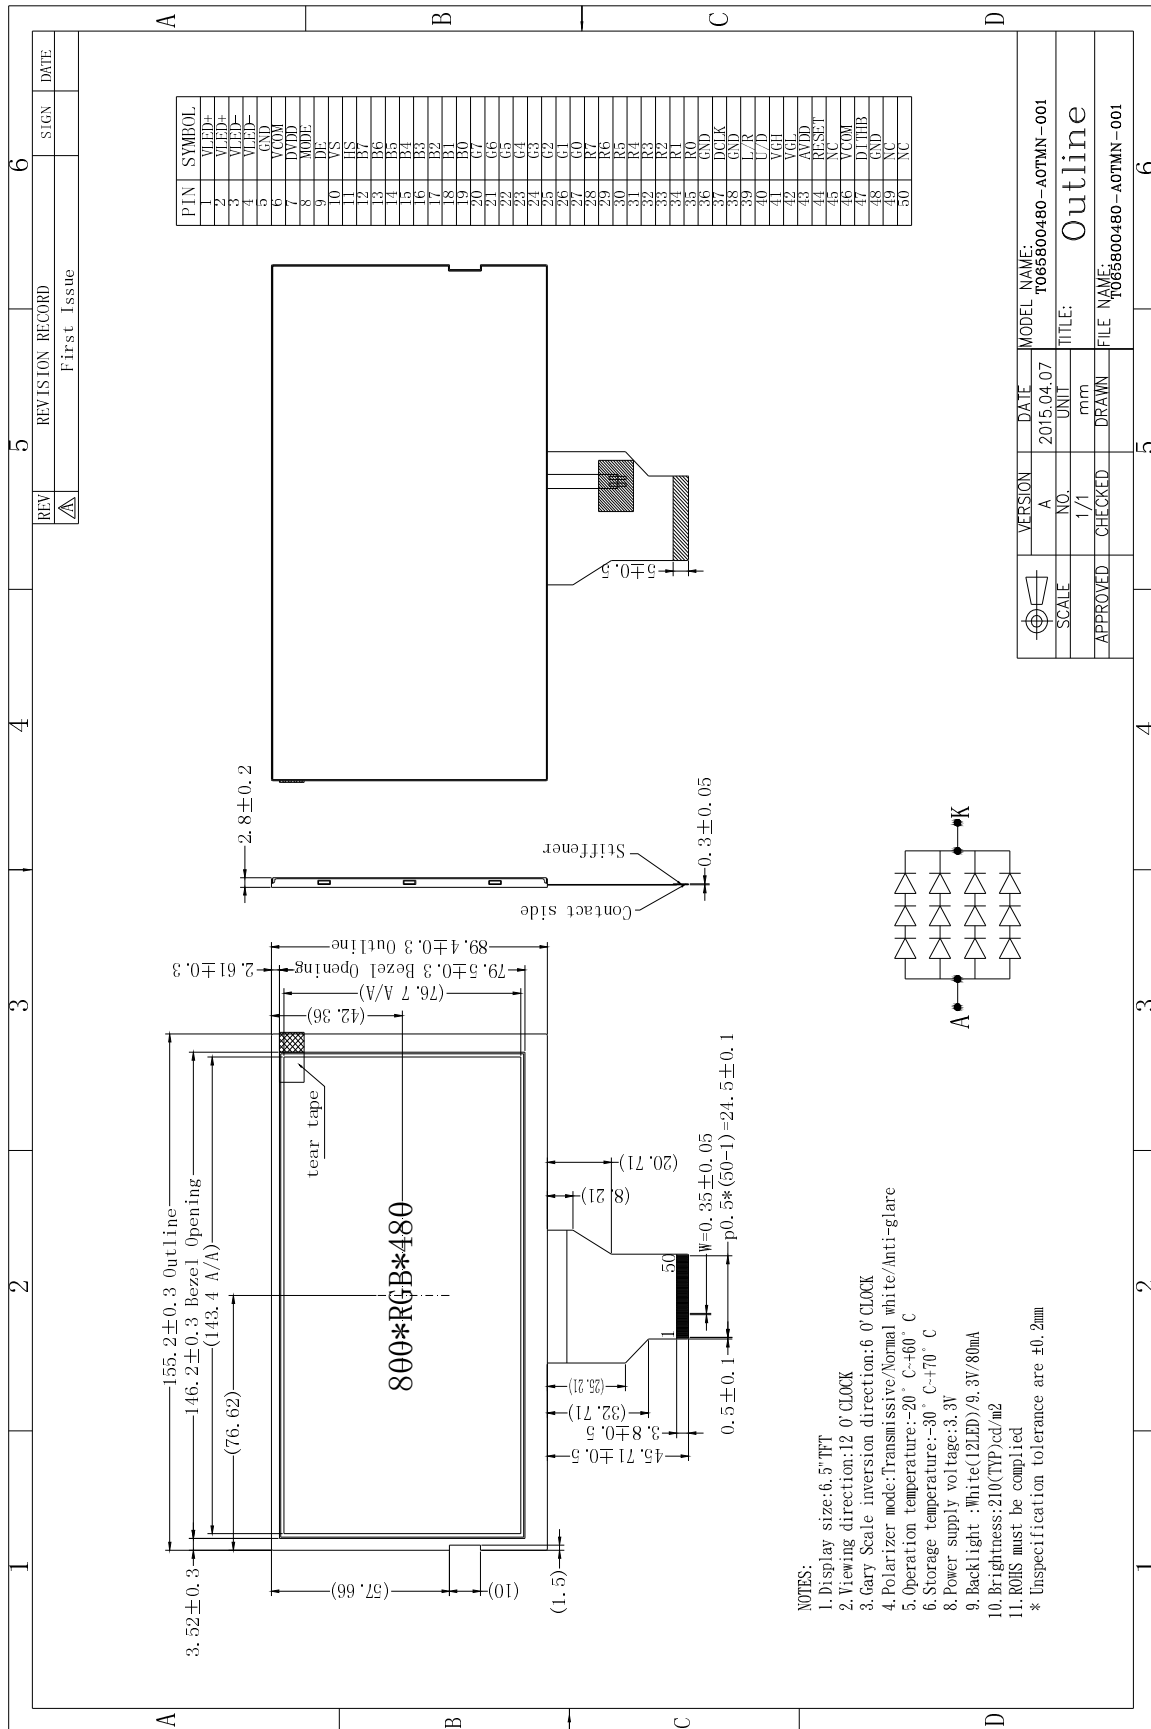 1
2
3
4
5
6
A
B
C
D
REV
REVISION RECORD
SIGN
DATE
A
First Issue
155.2±0.3 Outline
146.2±0.3 Bezel Opening
(143.4 A/A)
(76.62)
3.52±0.3
2.61±0.3
89.4±0.3 Outline
79.5±0.3 Bezel Opening
(76.7 A/A)
(42.36)
tear tape
800*RGB*480
(57.66)
(10)
(1.5)
(20.71)
(8.21)
(25.21)
(32.71)
3.8±0.5
45.71±0.5
1
50
W=0.35±0.05
p0.5*(50-1)=24.5±0.1
0.5±0.1
2.8±0.2
Stiffener
Contact side
0.3±0.05
5±0.5
PIN SYMBOL
1 VLED+
2 VLED+
3 VLED-
4 VLED-
5 GND
6 VCOM
7 DVDD
8 MODE
9 DE
10 VS
11 HS
12 B7
13 B6
14 B5
15 B4
16 B3
17 B2
18 B1
19 B0
20 G7
21 G6
22 G5
23 G4
24 G3
25 G2
26 G1
27 G0
28 R7
29 R6
30 R5
31 R4
32 R3
33 R2
34 R1
35 R0
36 GND
37 DCLK
38 GND
39 L/R
40 U/D
41 VGH
42 VGL
43 AVDD
44 RESET
45 NC
46 VCOM
47 DITHB
48 GND
49 NC
50 NC
A
K
NOTES:
1.Display size:6.5"TFT
2.Viewing direction:12 O'CLOCK
3.Gary Scale inversion direction:6 O'CLOCK
4.Polarizer mode:Transmissive/Normal white/Anti-glare
5.Operation temperature:-20° C~+60° C
6.Storage temperature:-30° C~+70° C
8.Power supply voltage:3.3V
9.Backlight :White(12LED)/9.3V/80mA
10.Brightness:210(TYP)cd/m2
11.ROHS must be complied
* Unspecification tolerance are ±0.2mm
VERSION
A
DATE
2015.04.07
MODEL NAME:
T065800480-A0TMN-001
SCALE
NO.
1/1
UNIT
mm
TITLE:
Outline
APPROVED
CHECKED
DRAWN
FILE NAME:
T065800480-A0TMN-001
A
B
C
D
1
2
3
4
5
6